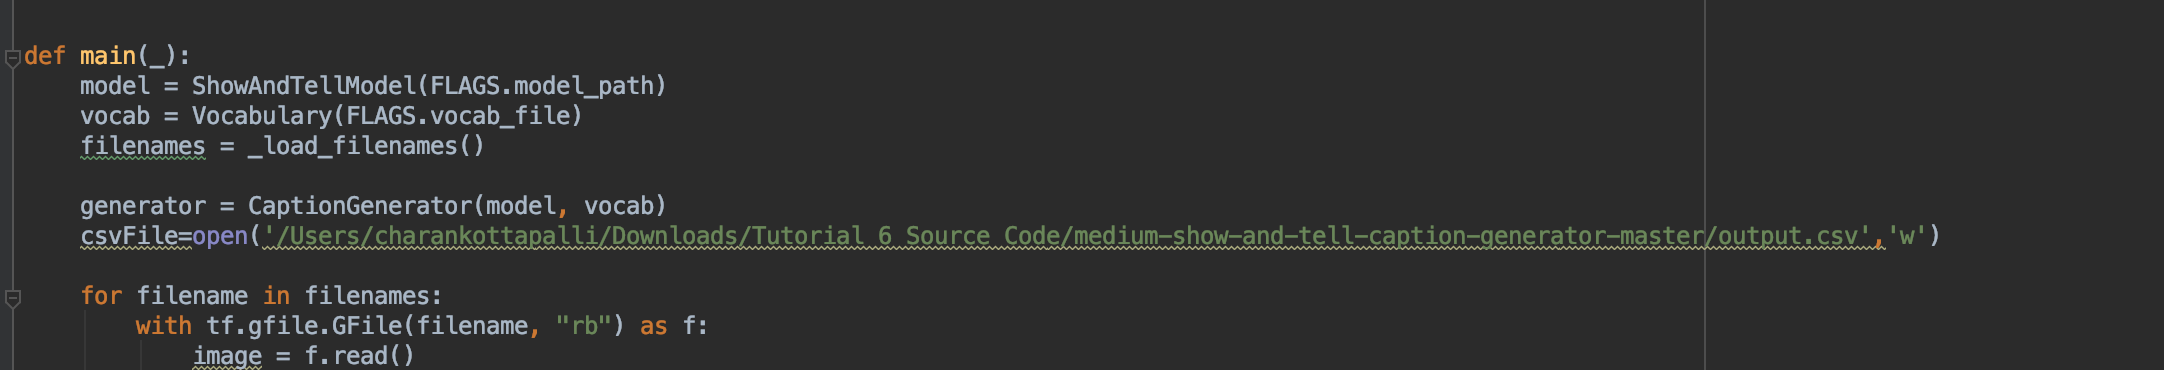 def main(_):
    model = ShowAndTellModel(FLAGS.model_path)
    vocab = Vocabulary(FLAGS.vocab_file)
    filenames = _load_filenames()
    generator = CaptionGenerator(model, vocab)
    csvFile=open('/Users/charankottapalli/Downloads/Tutorial 6 Source Code/medium-show-and-tell-caption-generator-master/output.csv','w')
    for filename in filenames:
        with tf.gfile.GFile(filename, "rb") as f:
            image = f.read()